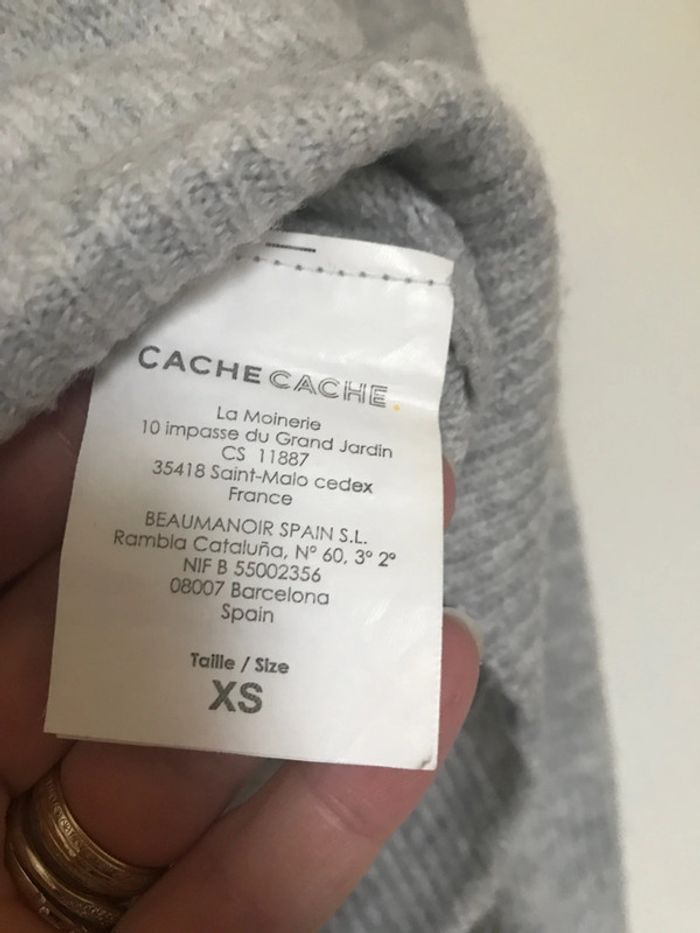 CACHE CACHE.
La Moinerie
10 impasse du Grand Jardin
CS 11887
35418 Saint-Malo cedex
France
BEAUMANOIR SPAIN S.L.
Rambla Cataluña, Nº 60, 3º 2ª
NIF B 55002356
08007 Barcelona
Spain
Taille / Size
XS